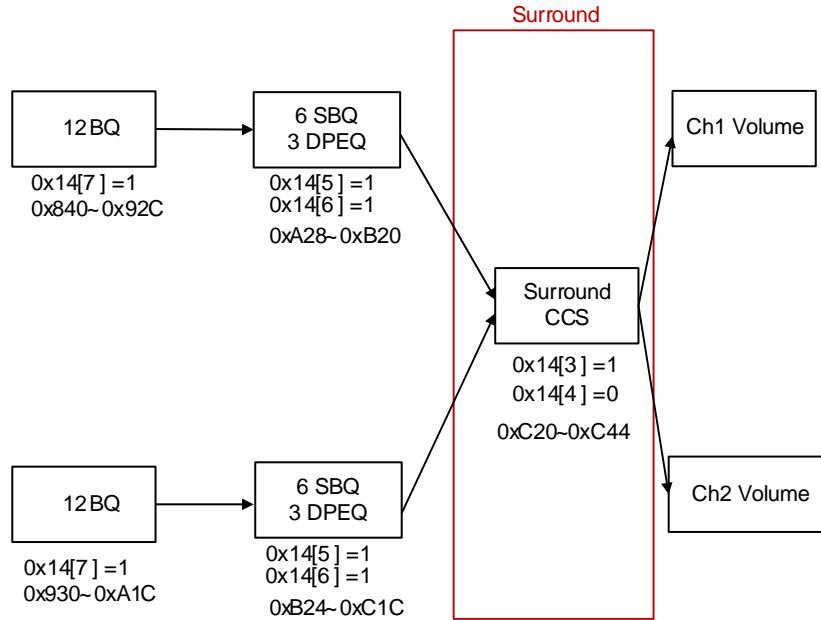 Surround
12BQ
0x14[7]=1
0x840~0x92C
6 SBQ
3 DPEQ
0x14[5]=1
0x14[6]=1
0xA28~0xB20
Ch1 Volume
Surround
CCS
0x14[3]=1
0x14[4]=0
0xC20~0xC44
12BQ
0x14[7]=1
0x930~0xA1C
6 SBQ
3 DPEQ
0x14[5]=1
0x14[6]=1
0xB24~0xC1C
Ch2 Volume